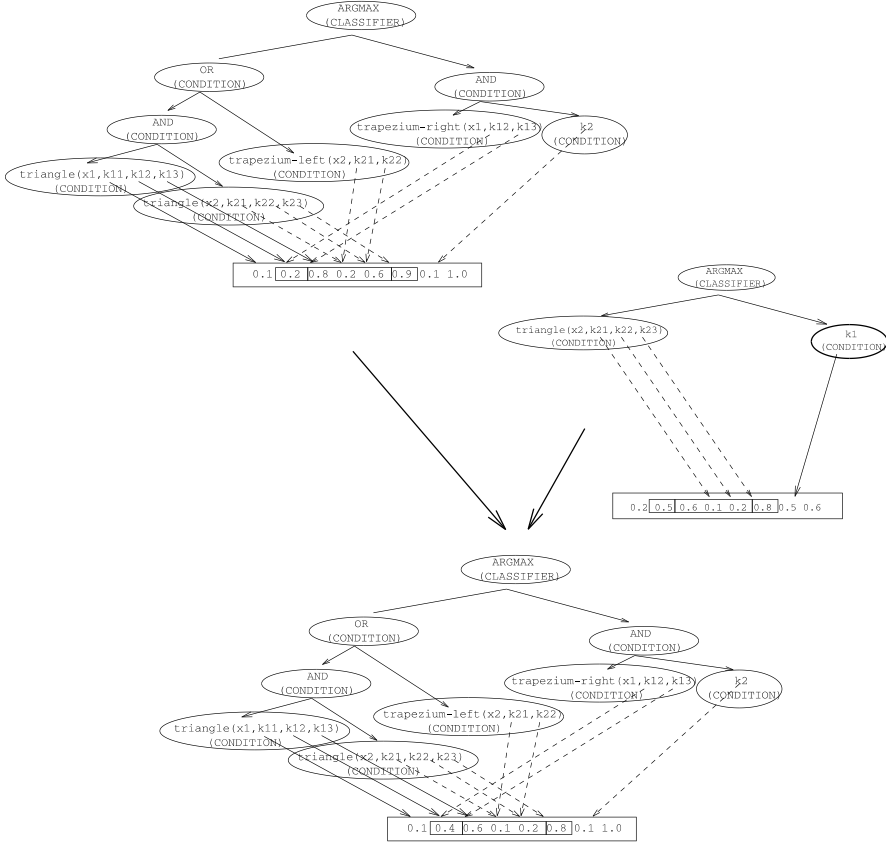 ARGMAX
(CLASSIFIER)
OR
(CONDITION)
AND
(CONDITION)
AND
(CONDITION)
trapezium-right(x1,k12,k13)
(CONDITION)
k2
(CONDITION)
trapezium-left(x2,k21,k22)
(CONDITION)
triangle(x1,k11,k12,k13)
(CONDITION)
triangle(x2,k21,k22,k23)
(CONDITION)
0.1 0.2 0.8 0.2 0.6 0.9 0.1 1.0
ARGMAX
(CLASSIFIER)
triangle(x2,k21,k22,k23)
(CONDITION)
k1
(CONDITION)
0.2 0.5 0.6 0.1 0.2 0.8 0.5 0.6
ARGMAX
(CLASSIFIER)
OR
(CONDITION)
AND
(CONDITION)
AND
(CONDITION)
trapezium-right(x1,k12,k13)
(CONDITION)
k2
(CONDITION)
trapezium-left(x2,k21,k22)
(CONDITION)
triangle(x1,k11,k12,k13)
(CONDITION)
triangle(x2,k21,k22,k23)
(CONDITION)
0.1 0.4 0.6 0.1 0.2 0.8 0.1 1.0